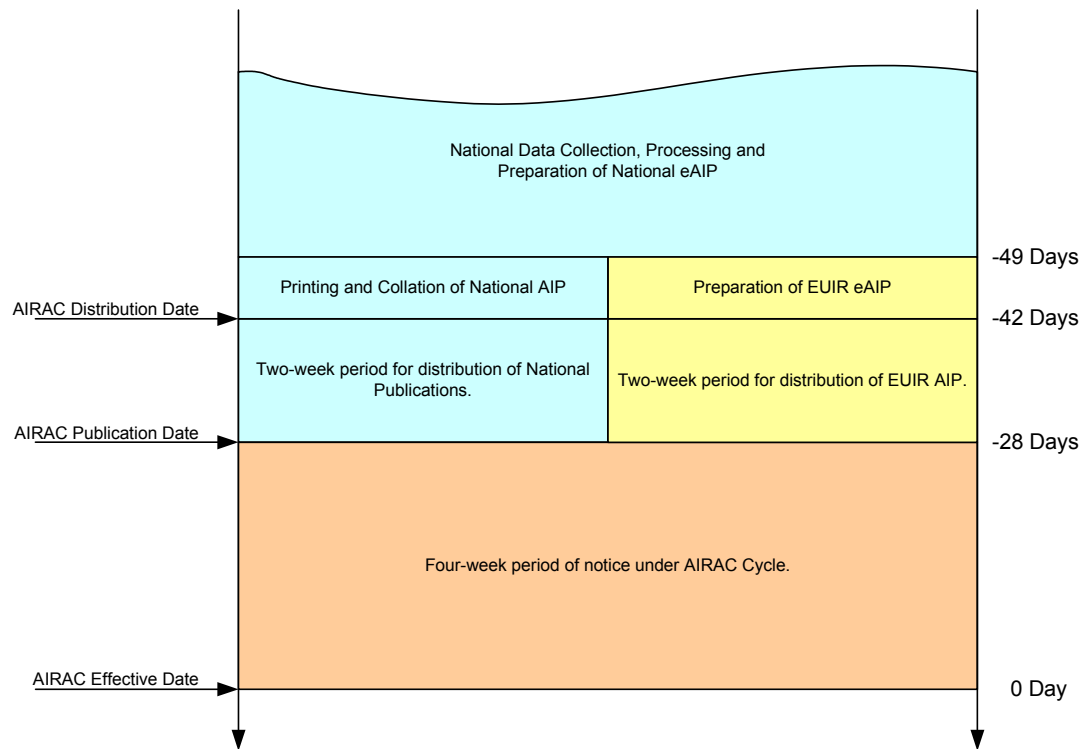 National Data Collection, Processing and
Preparation of National eAIP
-49 Days
Printing and Collation of National AIP
Preparation of EUIR eAIP
AIRAC Distribution Date
-42 Days
Two-week period for distribution of National
Publications.
Two-week period for distribution of EUIR AIP.
AIRAC Publication Date
-28 Days
Four-week period of notice under AIRAC Cycle.
AIRAC Effective Date
0 Day